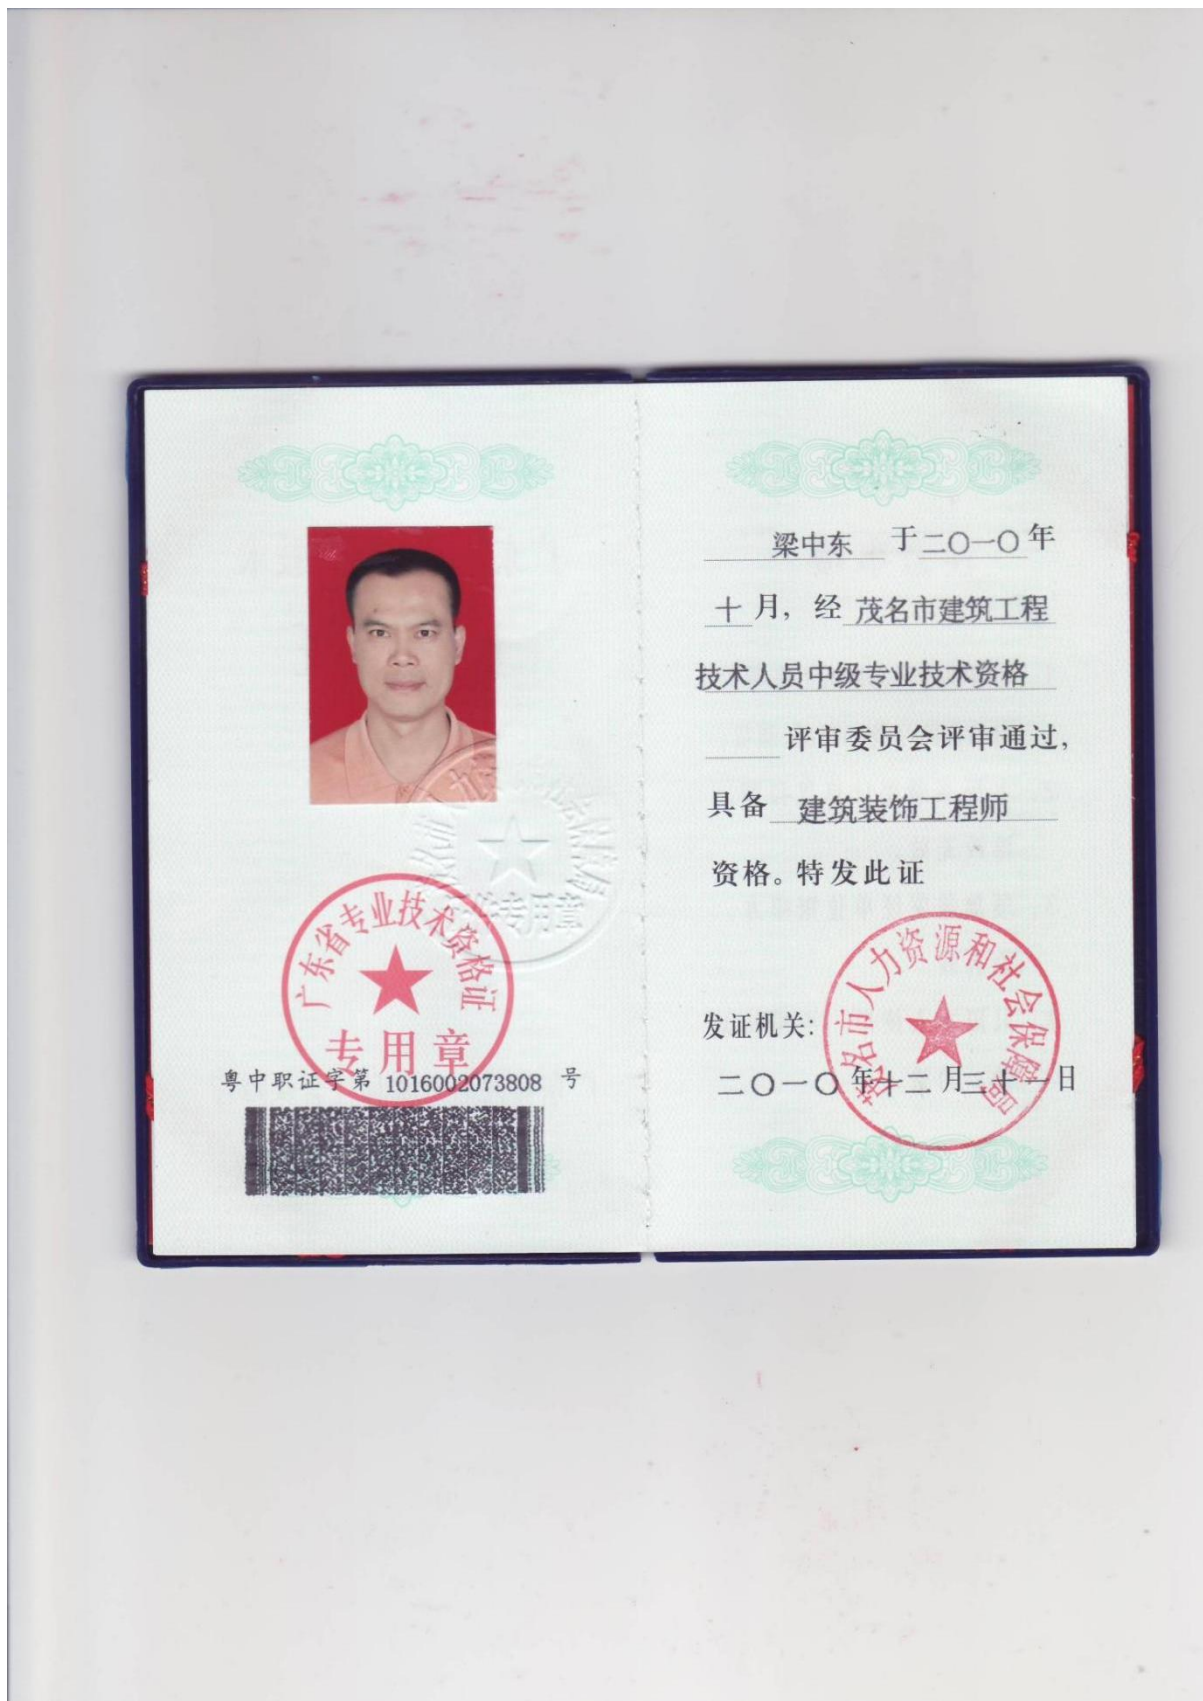 广东省专业技术资格证
专用章
粤中职证字第 1016002073808 号
梁中东 于二〇一〇年
十月，经茂名市建筑工程
技术人员中级专业技术资格
评审委员会评审通过，
具备 建筑装饰工程师
资格。特发此证
茂名市人力资源和社会保障局
发证机关：
二〇一〇年十二月三十一日